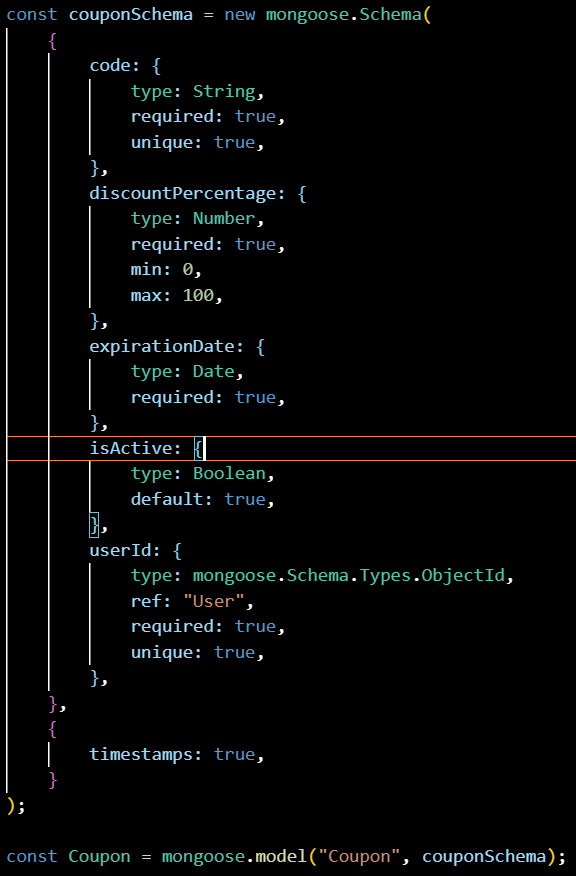 const couponSchema = new mongoose.Schema(
    {
        code: {
            type: String,
            required: true,
            unique: true,
        },
        discountPercentage: {
            type: Number,
            required: true,
            min: 0,
            max: 100,
        },
        expirationDate: {
            type: Date,
            required: true,
        },
        isActive: {
            type: Boolean,
            default: true,
        },
        userId: {
            type: mongoose.Schema.Types.ObjectId,
            ref: "User",
            required: true,
            unique: true,
        },
    },
    {
        timestamps: true,
    }
);
const Coupon = mongoose.model("Coupon", couponSchema);